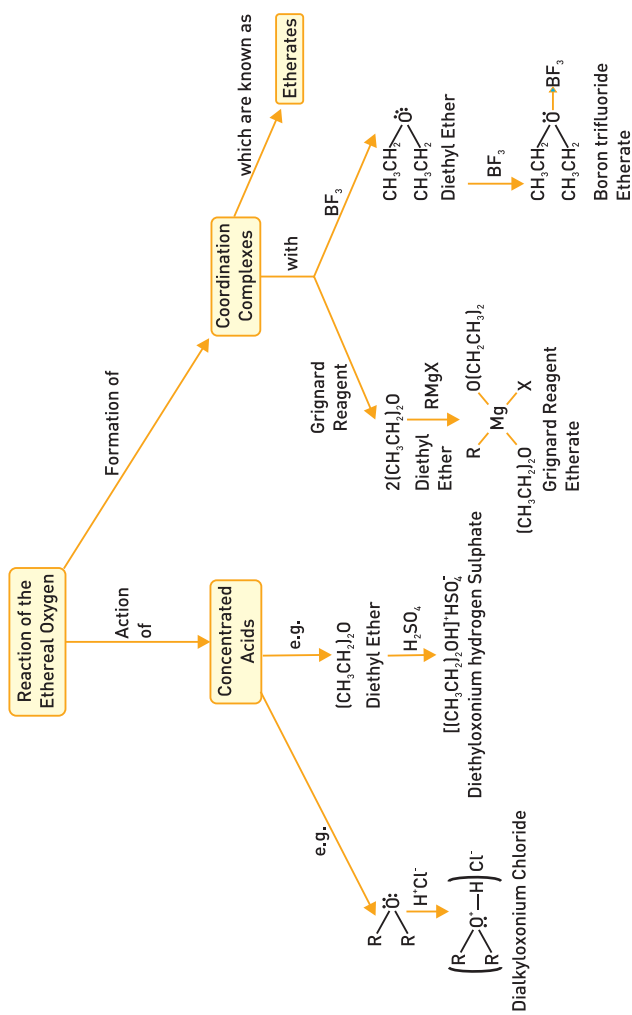 Reaction of the
Ethereal Oxygen
Formation of
Action
of
Coordination
Complexes
which are known as
Etherates
with
Concentrated
Acids
Grignard
Reagent
BF₃
e.g.
e.g.
R
R
Ö:
H⁺Cl⁻
R
R
Ö⁺—H
Cl⁻
Dialkyloxonium Chloride
(CH₃CH₂)₂O
Diethyl Ether
H₂SO₄
[(CH₃CH₂)₂OH]⁺HSO₄⁻
Diethyloxonium hydrogen Sulphate
2(CH₃CH₂)₂O
Diethyl
Ether
RMgX
R
O(CH₂CH₃)₂
Mg
(CH₃CH₂)₂O
X
Grignard Reagent
Etherate
CH₃CH₂
CH₃CH₂
Ö:
Diethyl Ether
BF₃
CH₃CH₂
CH₃CH₂
Ö→BF₃
Boron trifluoride
Etherate